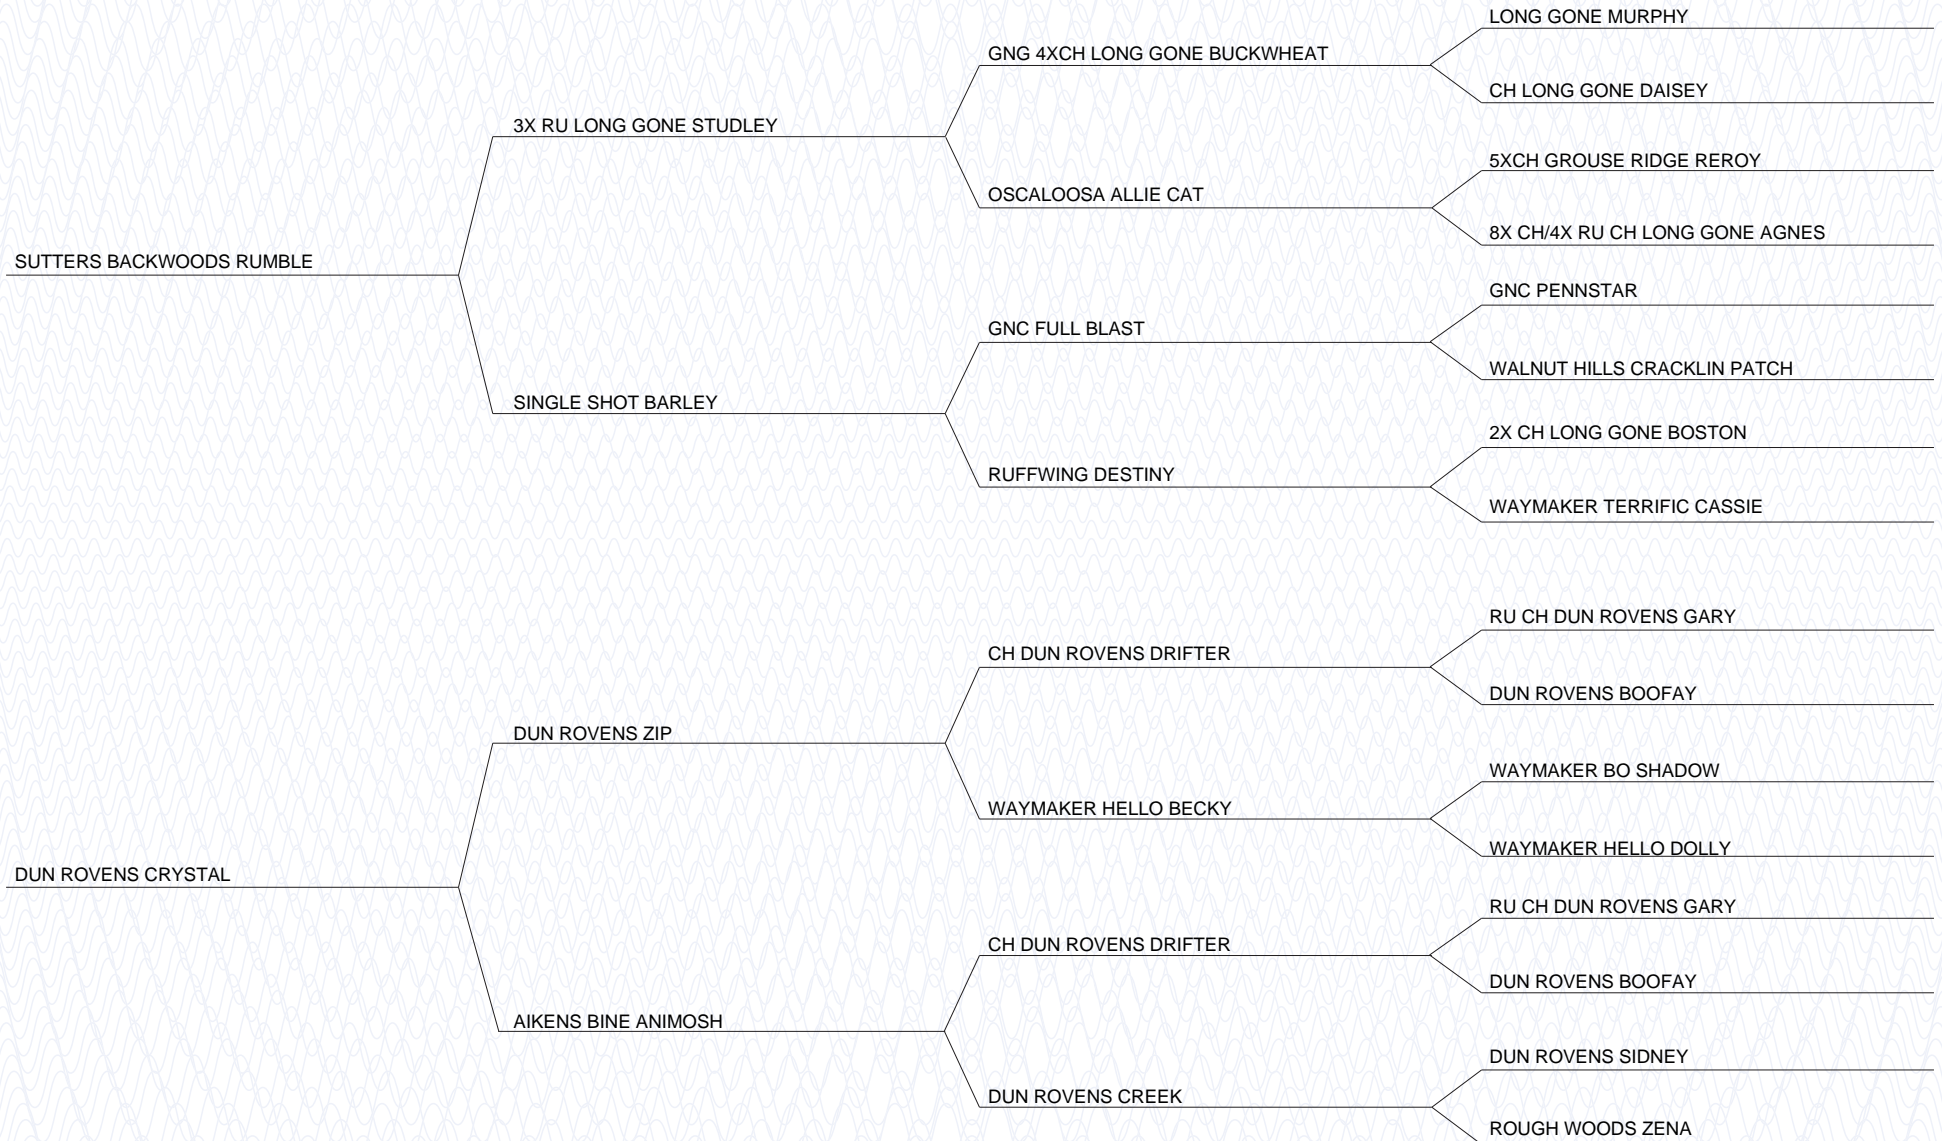 LONG GONE MURPHY
GNG 4XCH LONG GONE BUCKWHEAT
CH LONG GONE DAISEY
3X RU LONG GONE STUDLEY
5XCH GROUSE RIDGE REROY
OSCALOOSA ALLIE CAT
8X CH/4X RU CH LONG GONE AGNES
SUTTERS BACKWOODS RUMBLE
GNC PENNSTAR
GNC FULL BLAST
WALNUT HILLS CRACKLIN PATCH
SINGLE SHOT BARLEY
2X CH LONG GONE BOSTON
RUFFWING DESTINY
WAYMAKER TERRIFIC CASSIE
RU CH DUN ROVENS GARY
CH DUN ROVENS DRIFTER
DUN ROVENS BOOFAY
DUN ROVENS ZIP
WAYMAKER BO SHADOW
WAYMAKER HELLO BECKY
WAYMAKER HELLO DOLLY
DUN ROVENS CRYSTAL
RU CH DUN ROVENS GARY
CH DUN ROVENS DRIFTER
DUN ROVENS BOOFAY
AIKENS BINE ANIMOSH
DUN ROVENS SIDNEY
DUN ROVENS CREEK
ROUGH WOODS ZENA